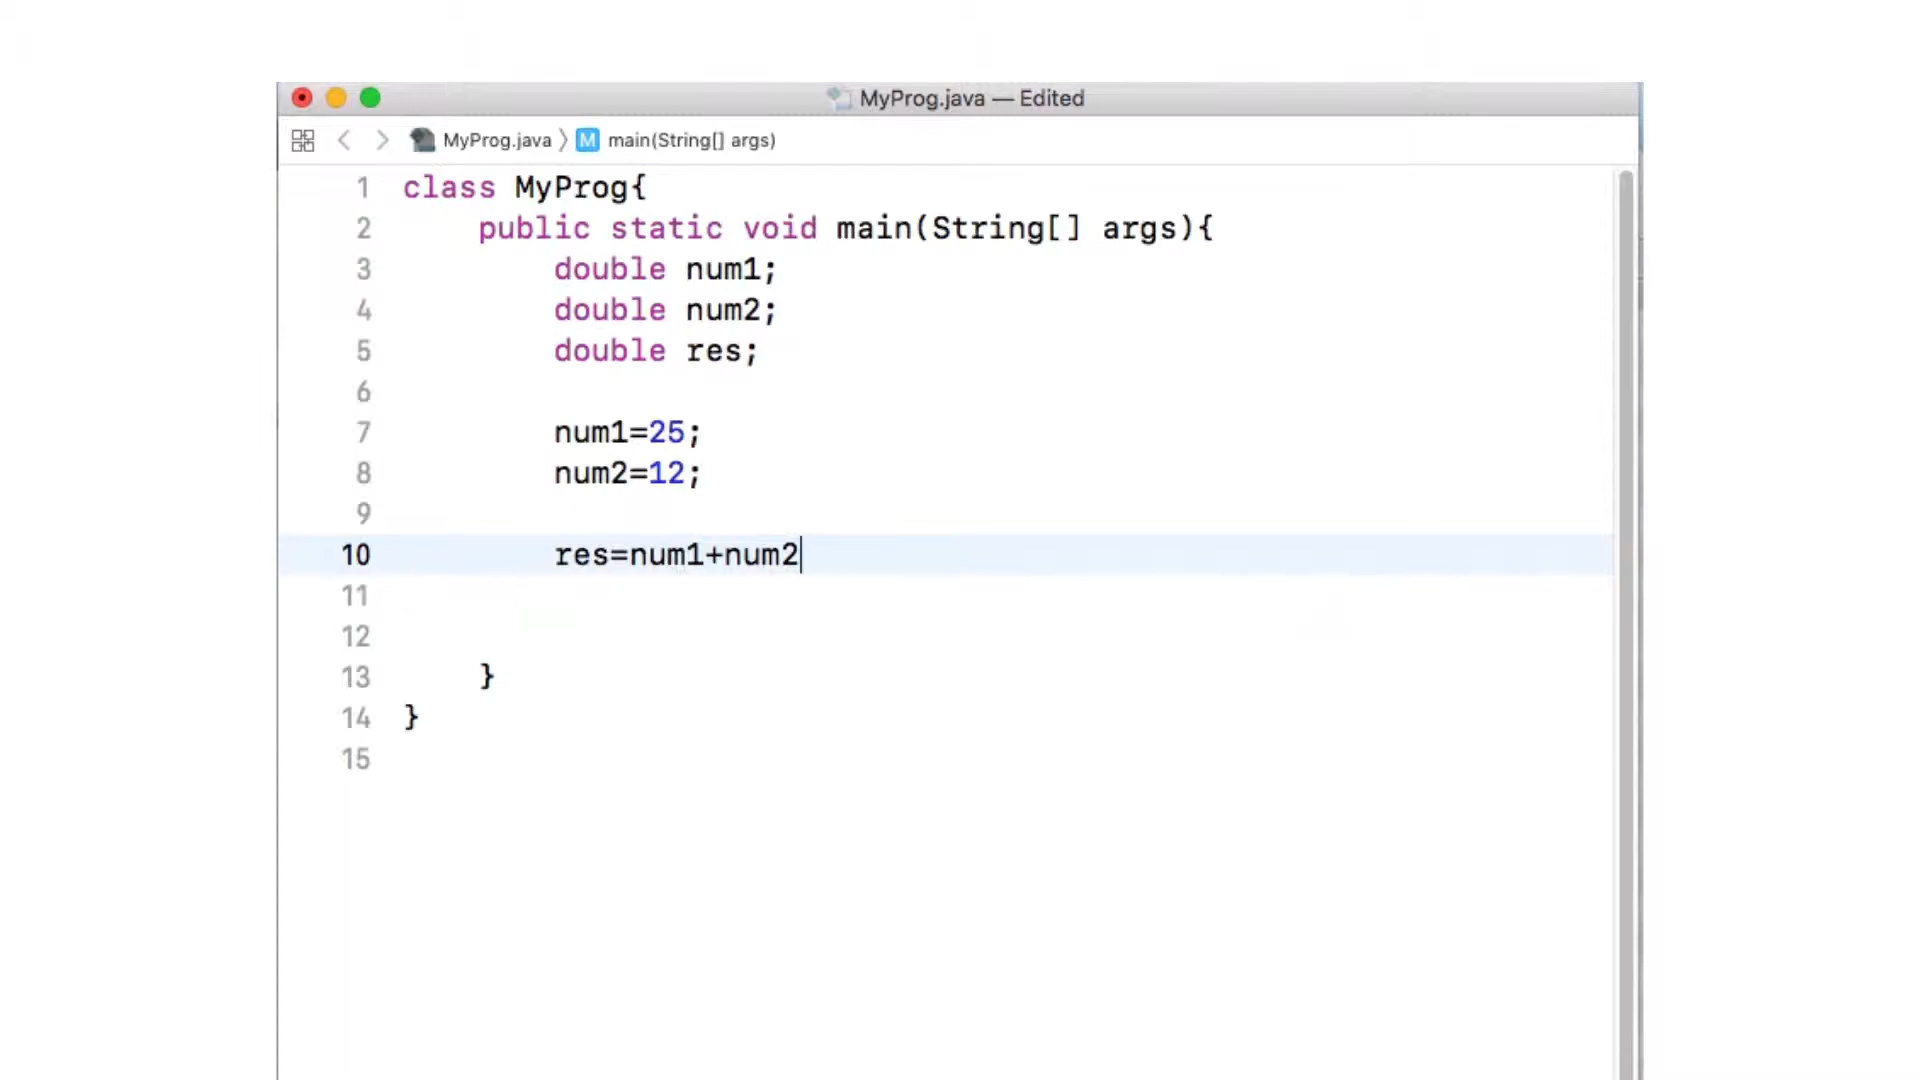 MyProg.java — Edited
MyProg.java 〉 M main(String[] args)
1 class MyProg{
2 public static void main(String[] args){
3 double num1;
4 double num2;
5 double res;
6
7 num1=25;
8 num2=12;
9
10 res=num1+num2
11
12
13 }
14 }
15